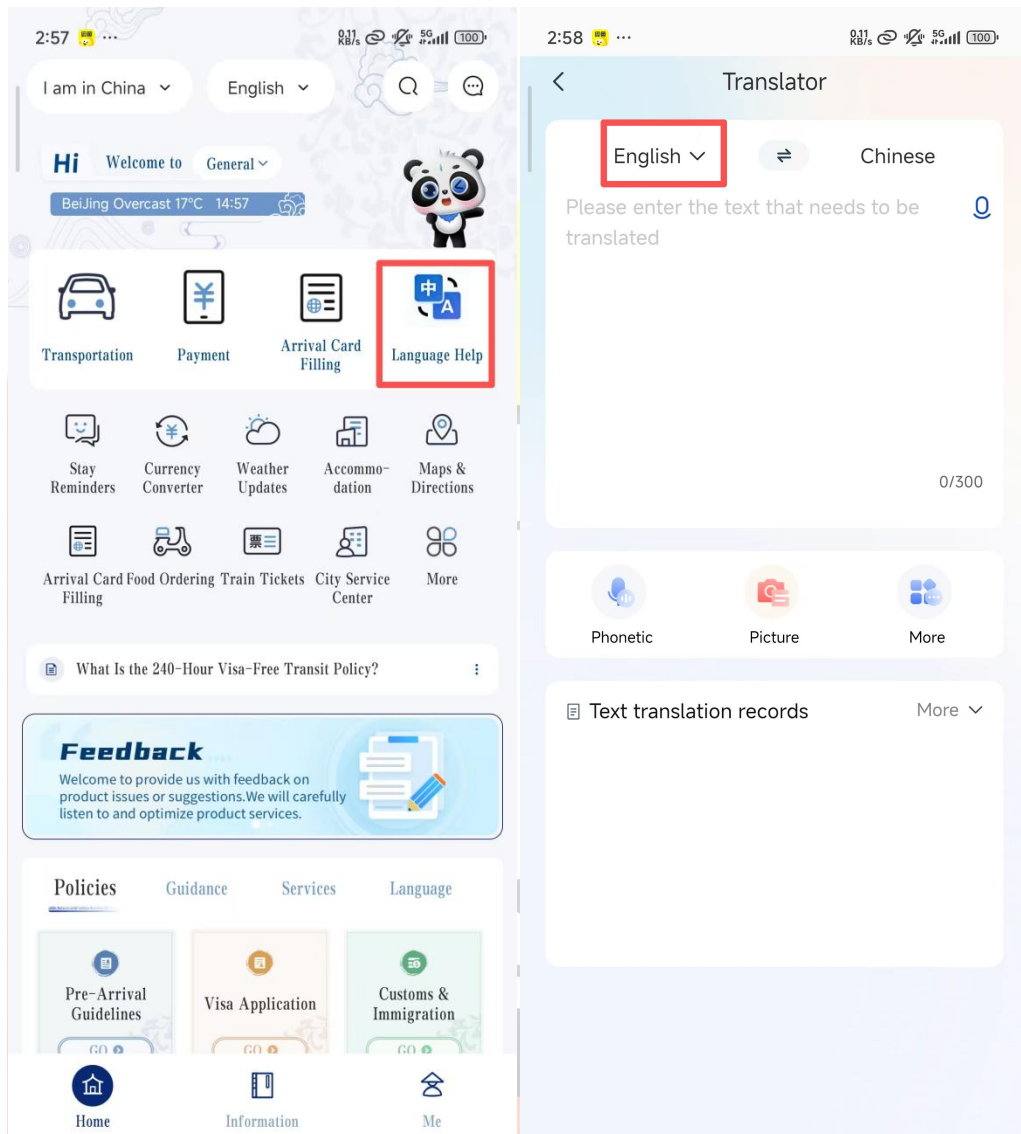 2:57 ...
0.11 KB/s 5G 100
I am in China
English
Hi Welcome to General
BeiJing Overcast 17°C 14:57
中 A
Transportation
Payment
Arrival Card
Filling
Language Help
Stay
Reminders
Currency
Converter
Weather
Updates
Accommo-
dation
Maps &
Directions
票
Arrival Card
Filling
Food Ordering
Train Tickets
City Service
Center
More
What Is the 240-Hour Visa-Free Transit Policy?
Feedback
Welcome to provide us with feedback on
product issues or suggestions.We will carefully
listen to and optimize product services.
Policies Guidance Services Language
Pre-Arrival
Guidelines
GO
Visa Application
GO
Customs &
Immigration
GO
Home
Information
Me
2:58 ...
0.11 KB/s 5G 100
Translator
English
Chinese
Please enter the text that needs to be
translated
0/300
Phonetic
Picture
More
Text translation records
More